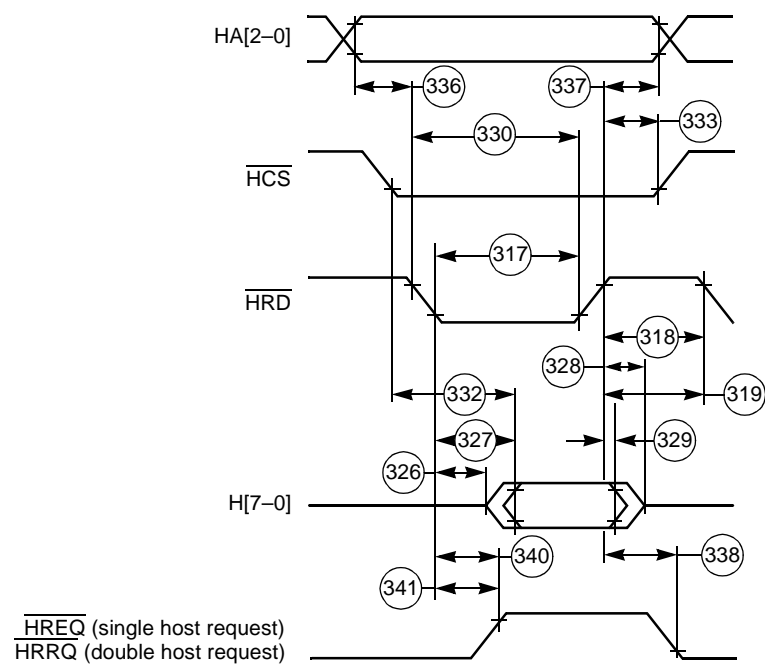 HA[2–0]
336
337
333
330
HCS
317
HRD
318
328
332
319
327
329
326
H[7–0]
340
338
341
HREQ (single host request)
HRRQ (double host request)